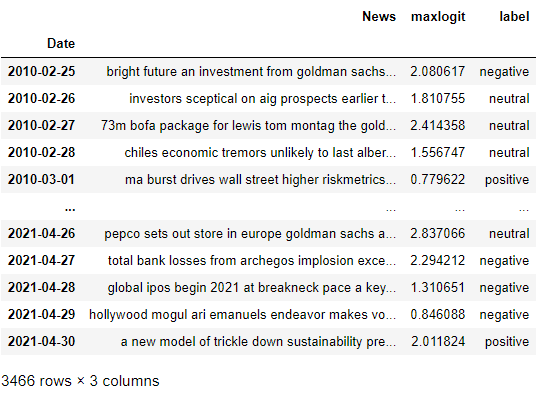 News maxlogit label
Date
2010-02-25 bright future an investment from goldman sachs... 2.080617 negative
2010-02-26 investors sceptical on aig prospects earlier t... 1.810755 neutral
2010-02-27 73m bofa package for lewis tom montag the gold... 2.414358 neutral
2010-02-28 chiles economic tremors unlikely to last alber... 1.556747 neutral
2010-03-01 ma burst drives wall street higher riskmetrics... 0.779622 positive
... ... ... ...
2021-04-26 pepco sets out store in europe goldman sachs a... 2.837066 neutral
2021-04-27 total bank losses from archegos implosion exce... 2.294212 negative
2021-04-28 global ipos begin 2021 at breakneck pace a key... 1.310651 negative
2021-04-29 hollywood mogul ari emanuels endeavor makes vo... 0.846088 negative
2021-04-30 a new model of trickle down sustainability pre... 2.011824 positive
3466 rows × 3 columns